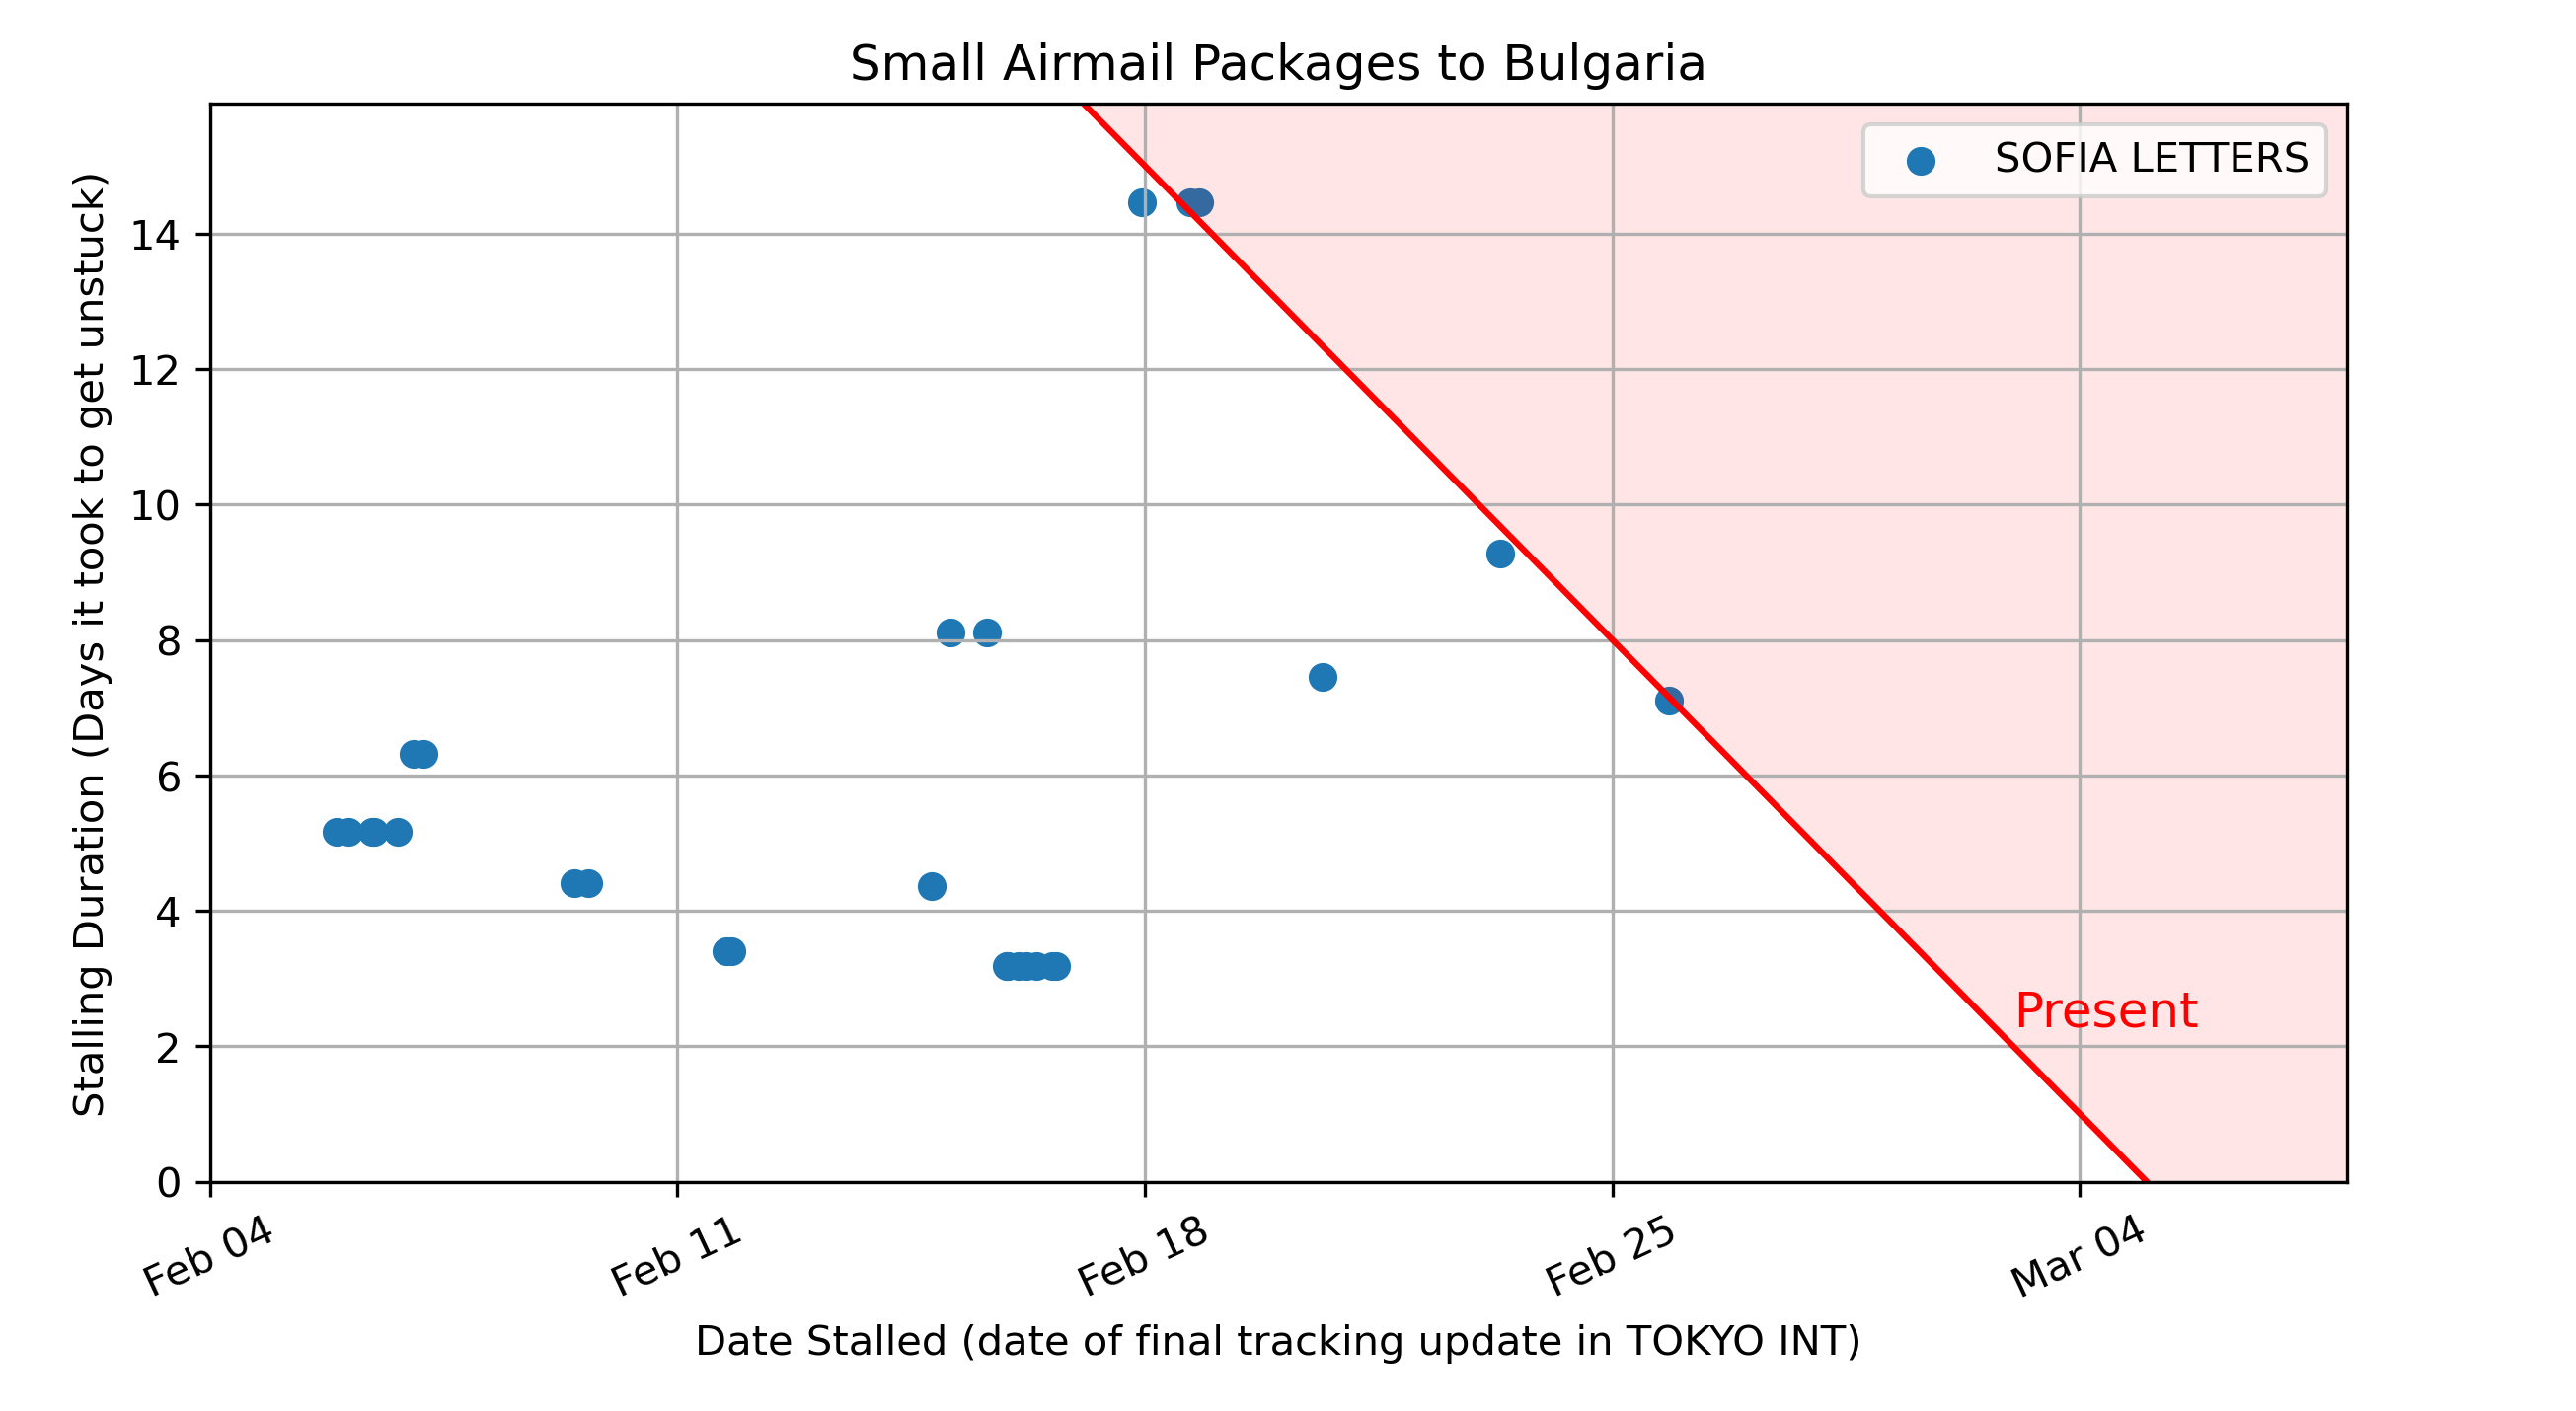 Small Airmail Packages to Bulgaria
SOFIA LETTERS
Stalling Duration (Days it took to get unstuck)
14
12
10
8
6
4
2
0
Present
Feb 04
Feb 11
Feb 18
Feb 25
Mar 04
Date Stalled (date of final tracking update in TOKYO INT)